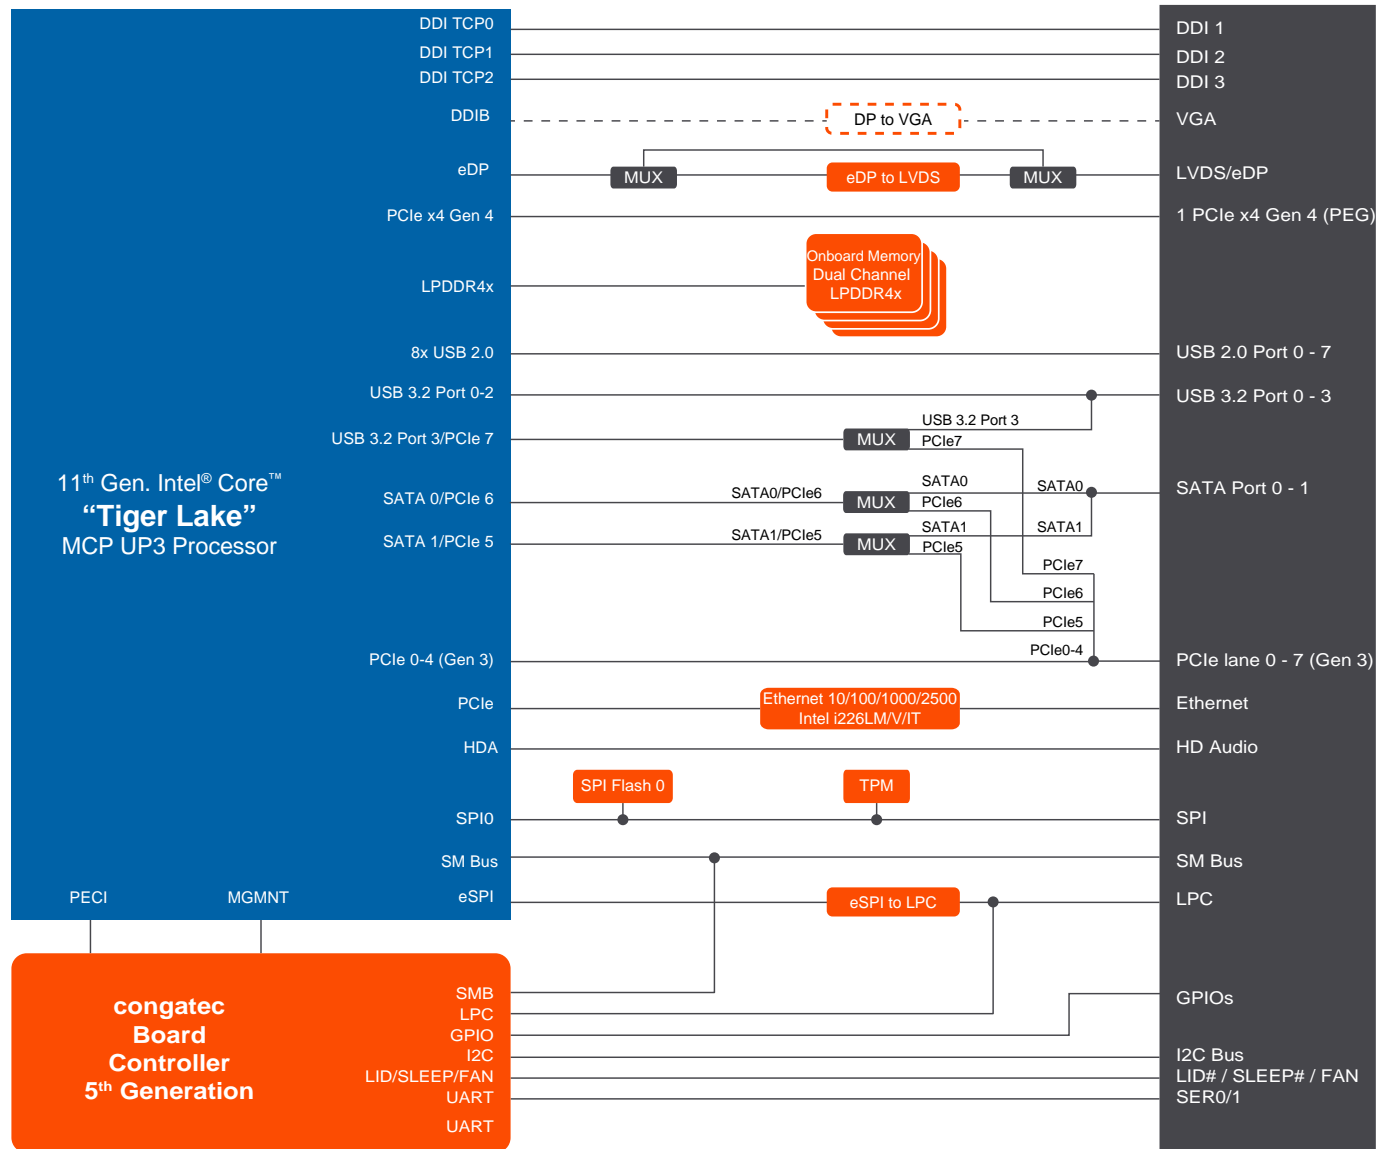 DDI TCP0
DDI TCP1
DDI TCP2
DDIB
eDP
PCIe x4 Gen 4
LPDDR4x
8x USB 2.0
USB 3.2 Port 0-2
USB 3.2 Port 3/PCIe 7
SATA 0/PCIe 6
SATA 1/PCIe 5
PCIe 0-4 (Gen 3)
PCIe
HDA
SPI0
SM Bus
eSPI
11th Gen. Intel® Core™
“Tiger Lake”
MCP UP3 Processor
PECI
MGMNT
DP to VGA
MUX
eDP to LVDS
MUX
Onboard Memory
Dual Channel
LPDDR4x
MUX
USB 3.2 Port 3
PCIe7
SATA0/PCIe6
MUX
SATA0
PCIe6
SATA0
SATA1/PCIe5
MUX
SATA1
PCIe5
SATA1
PCIe7
PCIe6
PCIe5
PCIe0-4
Ethernet 10/100/1000/2500
Intel i226LM/V/IT
SPI Flash 0
TPM
eSPI to LPC
DDI 1
DDI 2
DDI 3
VGA
LVDS/eDP
1 PCIe x4 Gen 4 (PEG)
USB 2.0 Port 0 - 7
USB 3.2 Port 0 - 3
SATA Port 0 - 1
PCIe lane 0 - 7 (Gen 3)
Ethernet
HD Audio
SPI
SM Bus
LPC
GPIOs
I2C Bus
LID# / SLEEP# / FAN
SER0/1
congatec
Board
Controller
5th Generation
SMB
LPC
GPIO
I2C
LID/SLEEP/FAN
UART
UART